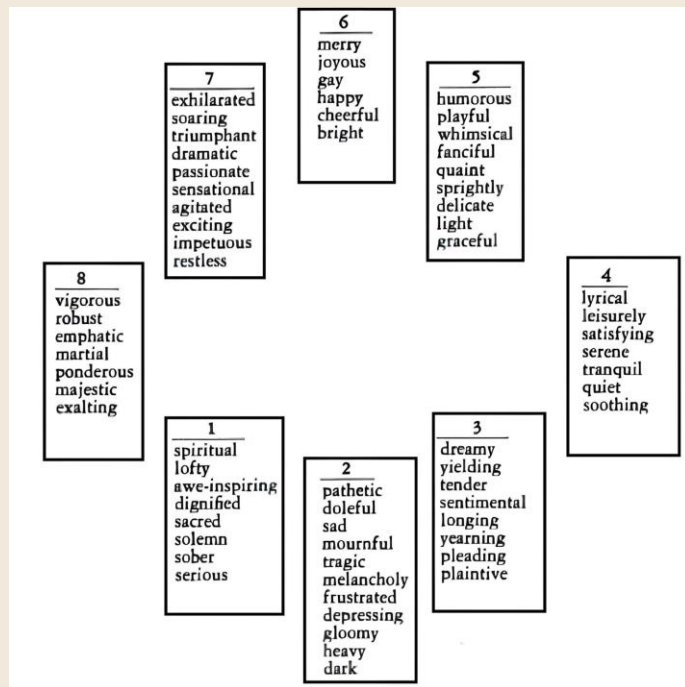 6
merry
joyous
gay
happy
cheerful
bright
7
exhilarated
soaring
triumphant
dramatic
passionate
sensational
agitated
exciting
impetuous
restless
5
humorous
playful
whimsical
fanciful
quaint
sprightly
delicate
light
graceful
8
vigorous
robust
emphatic
martial
ponderous
majestic
exalting
4
lyrical
leisurely
satisfying
serene
tranquil
quiet
soothing
1
spiritual
lofty
awe-inspiring
dignified
sacred
solemn
sober
serious
2
pathetic
doleful
sad
mournful
tragic
melancholy
frustrated
depressing
gloomy
heavy
dark
3
dreamy
yielding
tender
sentimental
longing
yearning
pleading
plaintive